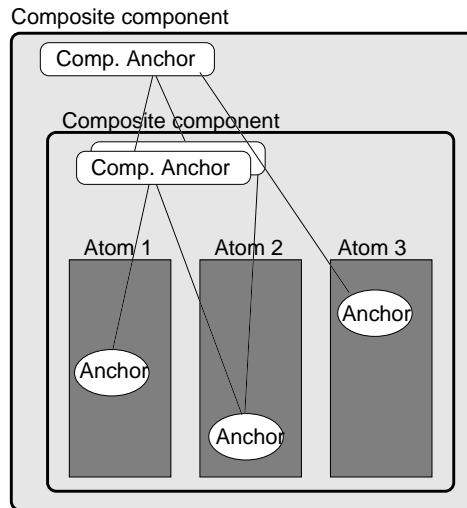 Composite component
Comp. Anchor
Composite component
Comp. Anchor
Atom 1 Atom 2 Atom 3
Anchor
Anchor
Anchor